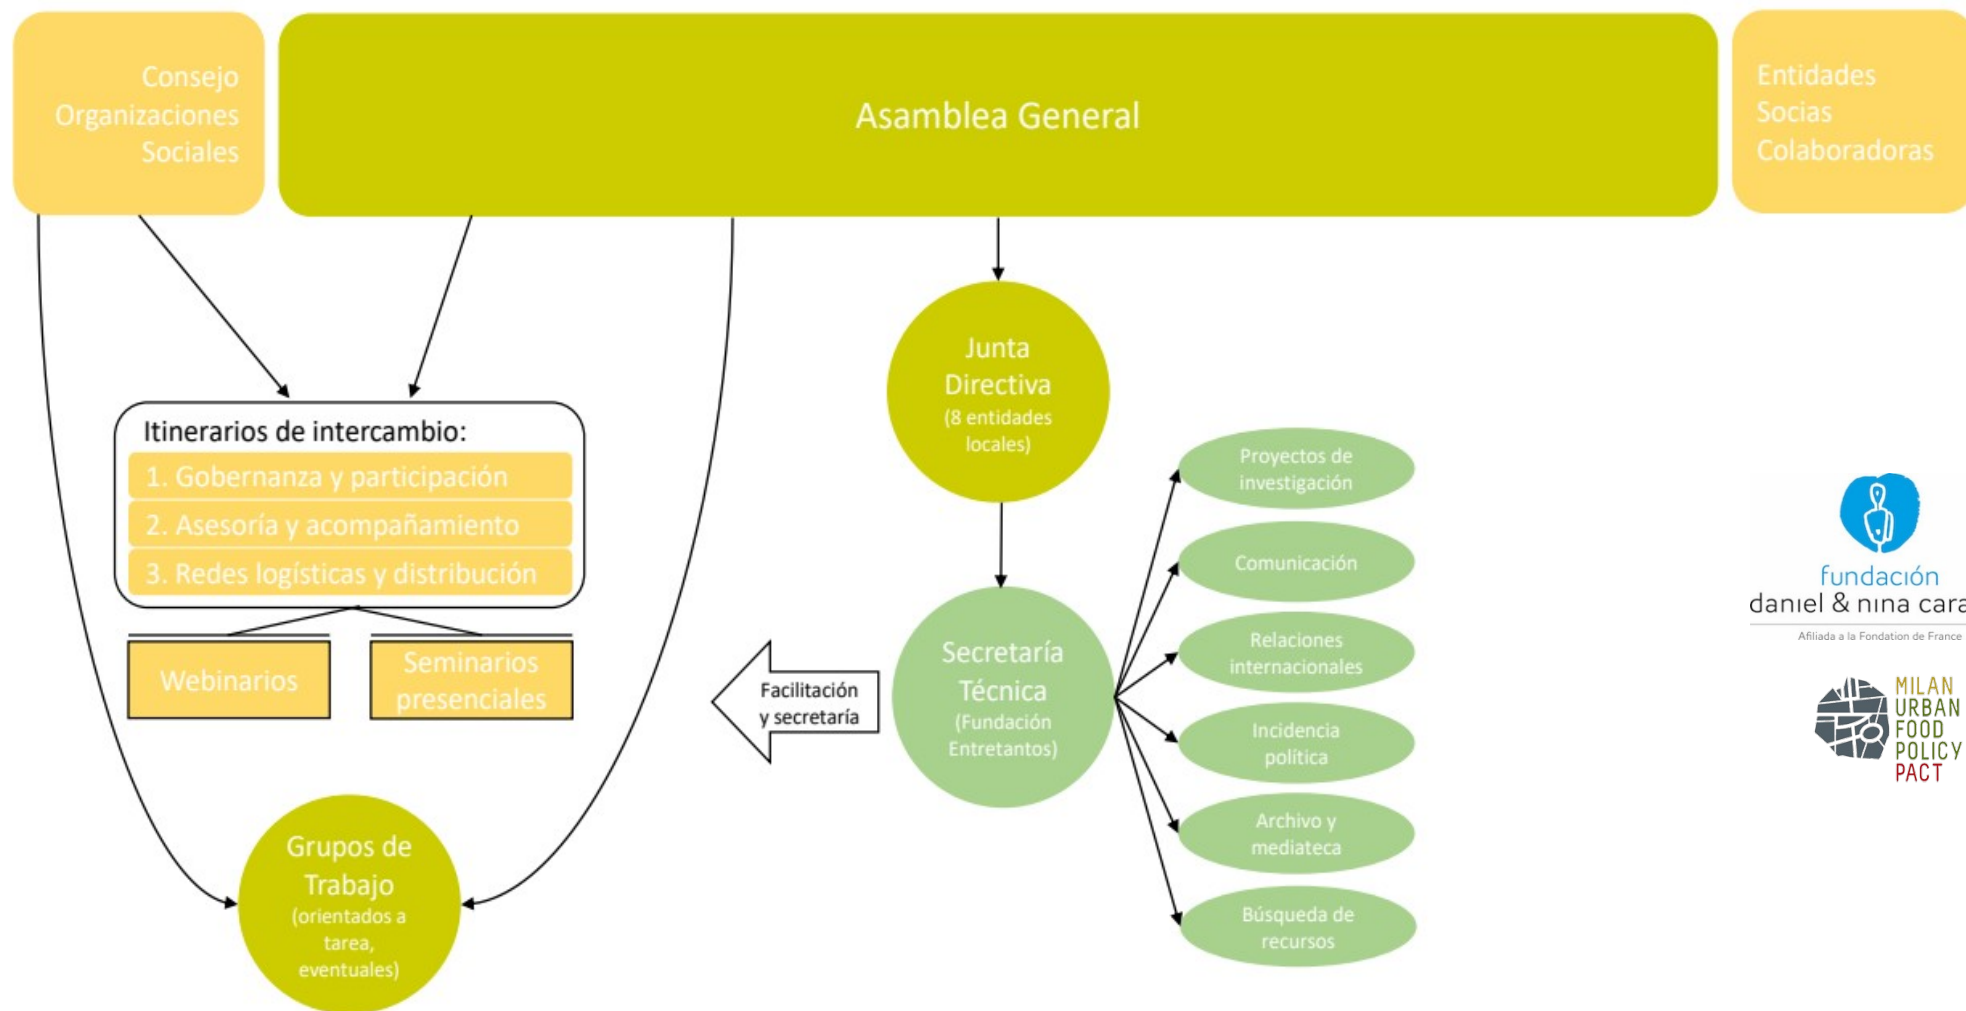 Consejo
Organizaciones
Sociales
Asamblea General
Entidades
Socias
Colaboradoras
Itinerarios de intercambio:
1. Gobernanza y participación
2. Asesoría y acompañamiento
3. Redes logísticas y distribución
Webinarios
Seminarios
presenciales
Junta
Directiva
(8 entidades
locales)
Secretaría
Técnica
(Fundación
Entretantos)
Facilitación
y secretaría
Grupos de
Trabajo
(orientados a
tarea,
eventuales)
Proyectos de
investigación
Comunicación
Relaciones
internacionales
Incidencia
política
Archivo y
mediateca
Búsqueda de
recursos
fundación
daniel & nina cara
Afiliada a la Fondation de France
MILAN
URBAN
FOOD
POLICY
PACT